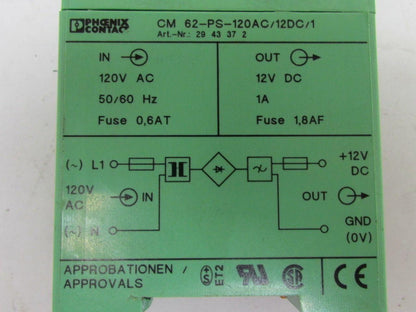 PHOENIX CONTACT
CM 62-PS-120AC/12DC/1
Art.-Nr.: 29 43 37 2
IN
120V AC
50/60 Hz
Fuse 0,6AT
OUT
12V DC
1A
Fuse 1,8AF
(~) L1
120V AC
IN
(~) N
+12V DC
OUT
GND (0V)
APPROBATIONEN /
APPROVALS
S
ET2
UR
SA
CE